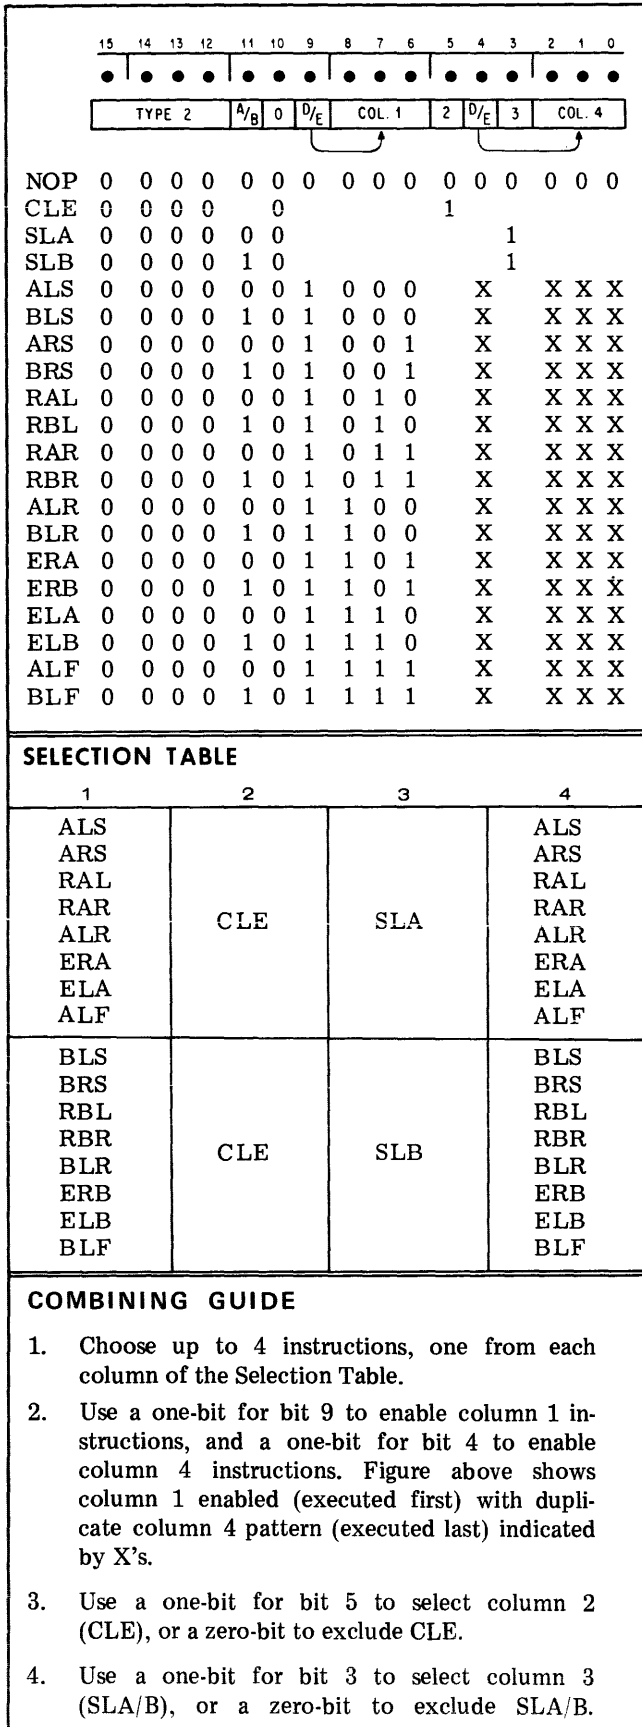 15 14 13 12 11 10 9 8 7 6 5 4 3 2 1 0
TYPE 2 A/B 0 D/E COL. 1 2 D/E 3 COL. 4
NOP 0 0 0 0 0 0 0 0 0 0 0 0 0 0 0 0
CLE 0 0 0 0 0 1
SLA 0 0 0 0 0 0 1
SLB 0 0 0 0 1 0 1
ALS 0 0 0 0 0 0 1 0 0 0 X X X X
BLS 0 0 0 0 1 0 1 0 0 0 X X X X
ARS 0 0 0 0 0 0 1 0 0 1 X X X X
BRS 0 0 0 0 1 0 1 0 0 1 X X X X
RAL 0 0 0 0 0 0 1 0 1 0 X X X X
RBL 0 0 0 0 1 0 1 0 1 0 X X X X
RAR 0 0 0 0 0 0 1 0 1 1 X X X X
RBR 0 0 0 0 1 0 1 0 1 1 X X X X
ALR 0 0 0 0 0 0 1 1 0 0 X X X X
BLR 0 0 0 0 1 0 1 1 0 0 X X X X
ERA 0 0 0 0 0 0 1 1 0 1 X X X X
ERB 0 0 0 0 1 0 1 1 0 1 X X X X
ELA 0 0 0 0 0 0 1 1 1 0 X X X X
ELB 0 0 0 0 1 0 1 1 1 0 X X X X
ALF 0 0 0 0 0 0 1 1 1 1 X X X X
BLF 0 0 0 0 1 0 1 1 1 1 X X X X
SELECTION TABLE
1 2 3 4
ALS ALS
ARS ARS
RAL RAL
RAR RAR
CLE SLA
ALR ALR
ERA ERA
ELA ELA
ALF ALF
BLS BLS
BRS BRS
RBL RBL
RBR RBR
CLE SLB
BLR BLR
ERB ERB
ELB ELB
BLF BLF
COMBINING GUIDE
1. Choose up to 4 instructions, one from each
column of the Selection Table.
2. Use a one-bit for bit 9 to enable column 1 in-
structions, and a one-bit for bit 4 to enable
column 4 instructions. Figure above shows
column 1 enabled (executed first) with dupli-
cate column 4 pattern (executed last) indicated
by X's.
3. Use a one-bit for bit 5 to select column 2
(CLE), or a zero-bit to exclude CLE.
4. Use a one-bit for bit 3 to select column 3
(SLA/B), or a zero-bit to exclude SLA/B.